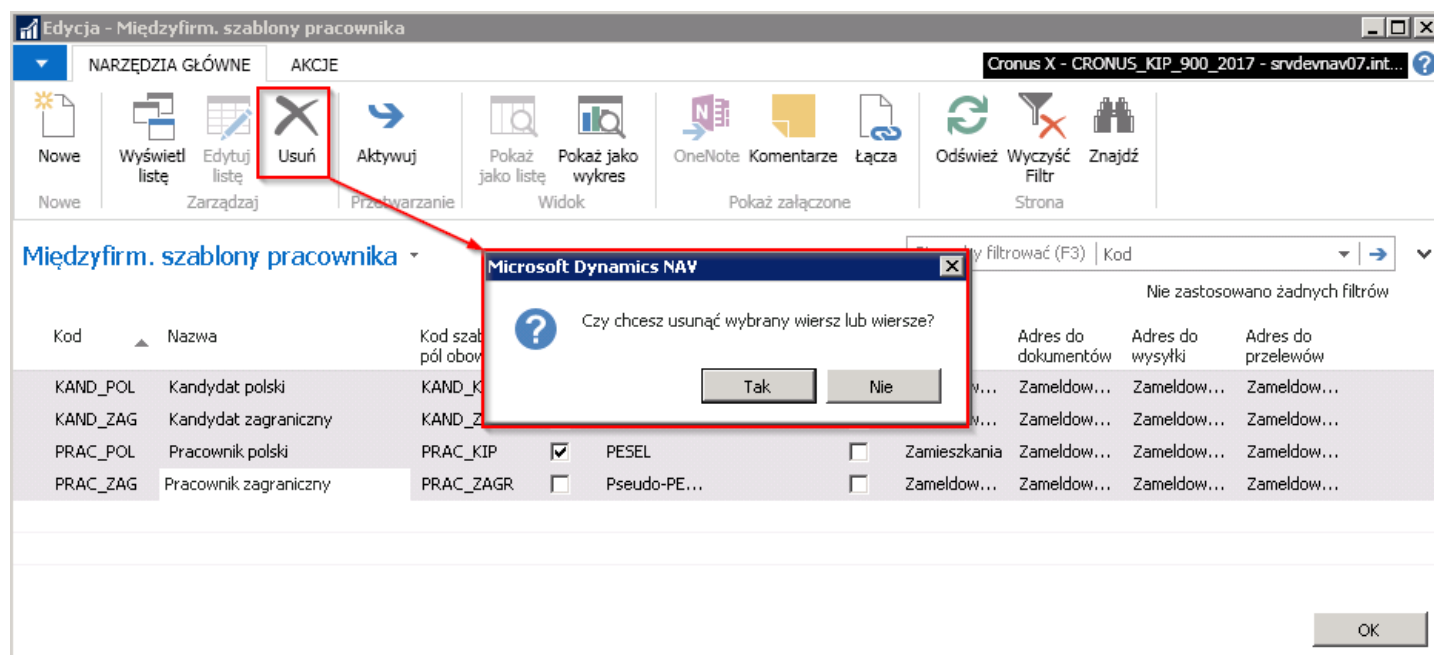 Edycja - Międzyfirm. szablony pracownika
NARZĘDZIA GŁÓWNE AKCJE Cronus X - CRONUS_KIP_900_2017 - srvdevnav07.int...
Nowe Wyświetl listę Edytuj listę Usuń Aktywuj Pokaż jako listę Pokaż jako wykres OneNote Komentarze Łącza Odśwież Wyczyść Filtr Znajdź
Nowe Zarządzaj Przetwarzanie Widok Pokaż załączone Strona
Międzyfirm. szablony pracownika filtrować (F3) Kod
Nie zastosowano żadnych filtrów
Microsoft Dynamics NAV
Czy chcesz usunąć wybrany wiersz lub wiersze?
Tak Nie
Kod Nazwa Kod pól Adres do dokumentów Adres do wysyłki Adres do przelewów
KAND_POL Kandydat polski Zameldow... Zameldow... Zameldow...
KAND_ZAG Kandydat zagraniczny Zameldow... Zameldow... Zameldow...
PRAC_POL Pracownik polski PRAC_KIP PESEL Zamieszkania Zameldow... Zameldow... Zameldow...
PRAC_ZAG Pracownik zagraniczny PRAC_ZAGR Pseudo-PE... Zameldow... Zameldow... Zameldow... Zameldow...
OK